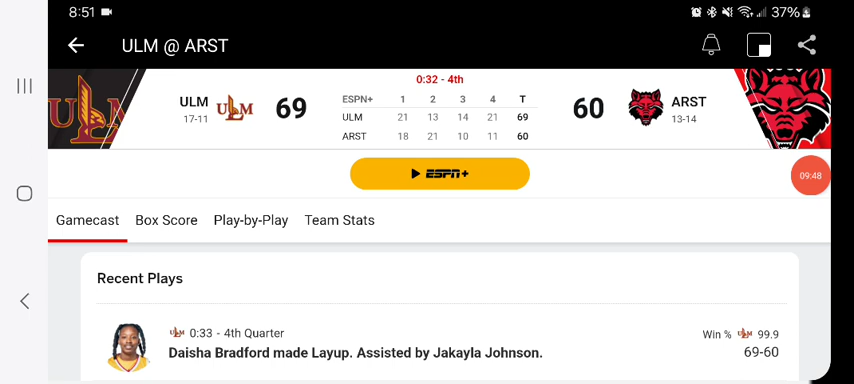 8:51 37%
ULM @ ARST
0:32 - 4th
ULM 69 ESPN+ 1 2 3 4 T 60 ARST
17-11 ULM 21 13 14 21 69 13-14
ARST 18 21 10 11 60
ESPN+
09:48
Gamecast Box Score Play-by-Play Team Stats
Recent Plays
0:33 - 4th Quarter Win % 99.9
Daisha Bradford made Layup. Assisted by Jakayla Johnson. 69-60